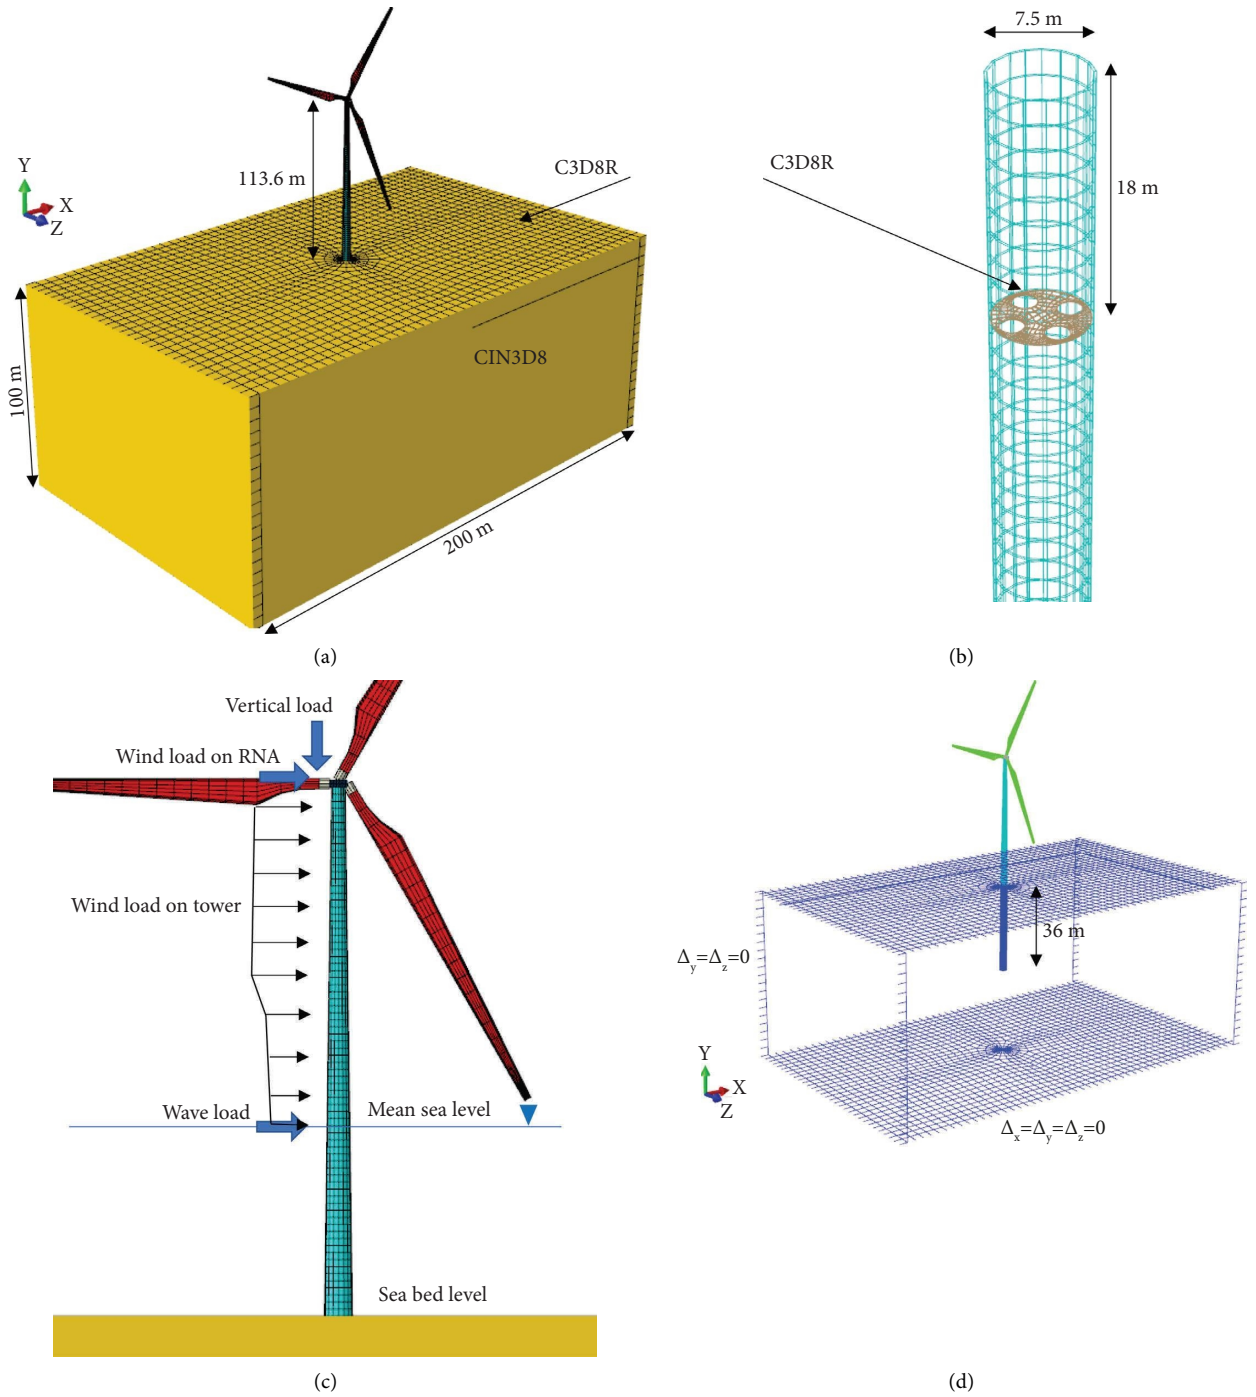 7.5 m
113.6 m
C3D8R
C3D8R
18 m
Y
X
Z
CIN3D8
100 m
200 m
(a)
(b)
Vertical load
Wind load on RNA
Wind load on tower
Wave load
Mean sea level
Sea bed level
(c)
36 m
Δy=Δz=0
Y
X
Z
Δx=Δy=Δz=0
(d)